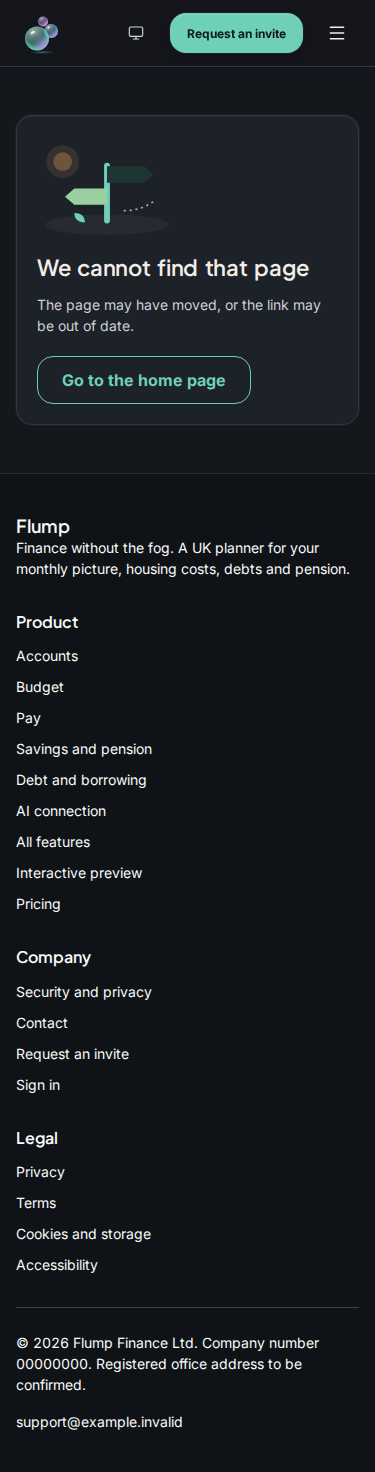 Request an invite
We cannot find that page
The page may have moved, or the link may
be out of date.
Go to the home page
Flump
Finance without the fog. A UK planner for your
monthly picture, housing costs, debts and pension.
Product
Accounts
Budget
Pay
Savings and pension
Debt and borrowing
AI connection
All features
Interactive preview
Pricing
Company
Security and privacy
Contact
Request an invite
Sign in
Legal
Privacy
Terms
Cookies and storage
Accessibility
© 2026 Flump Finance Ltd. Company number
00000000. Registered office address to be
confirmed.
support@example.invalid